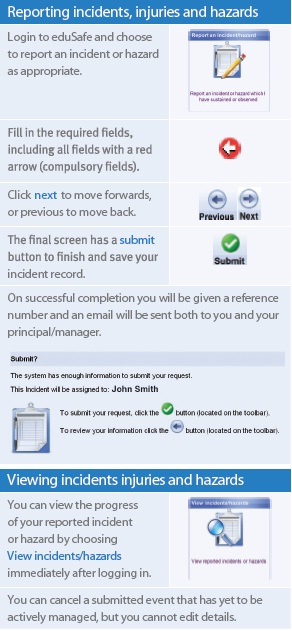 Reporting incidents, injuries and hazards
Login to eduSafe and choose
to report an incident or hazard
as appropriate.
Report an incident/hazard
Report an incident or hazard which I
have sustained or observed
Fill in the required fields,
including all fields with a red
arrow (compulsory fields).
Click next to move forwards,
or previous to move back.
Previous Next
The final screen has a submit
button to finish and save your
incident record.
Submit
On successful completion you will be given a reference
number and an email will be sent both to you and your
principal/manager.
Submit?
The system has enough information to submit your request.
This Incident will be assigned to: John Smith
To submit your request, click the button (located on the toolbar).
To review your information click the button (located on the toolbar).
Viewing incidents injuries and hazards
You can view the progress
of your reported incident
or hazard by choosing
View incidents/hazards
immediately after logging in.
View incidents/hazards
View reported incidents or hazards
You can cancel a submitted event that has yet to be
actively managed, but you cannot edit details.